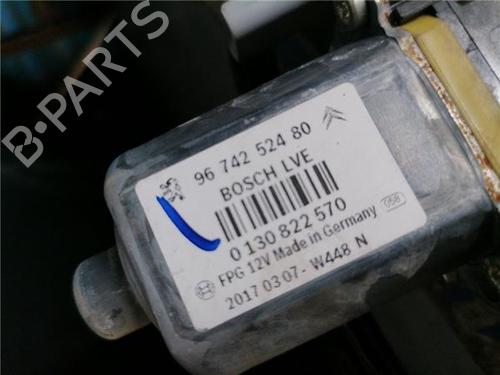 B-PARTS
96 742 524 80
BOSCH LVE
0 130 822 570
FPG 12V Made in Germany 058
2017 03 07- W448 N